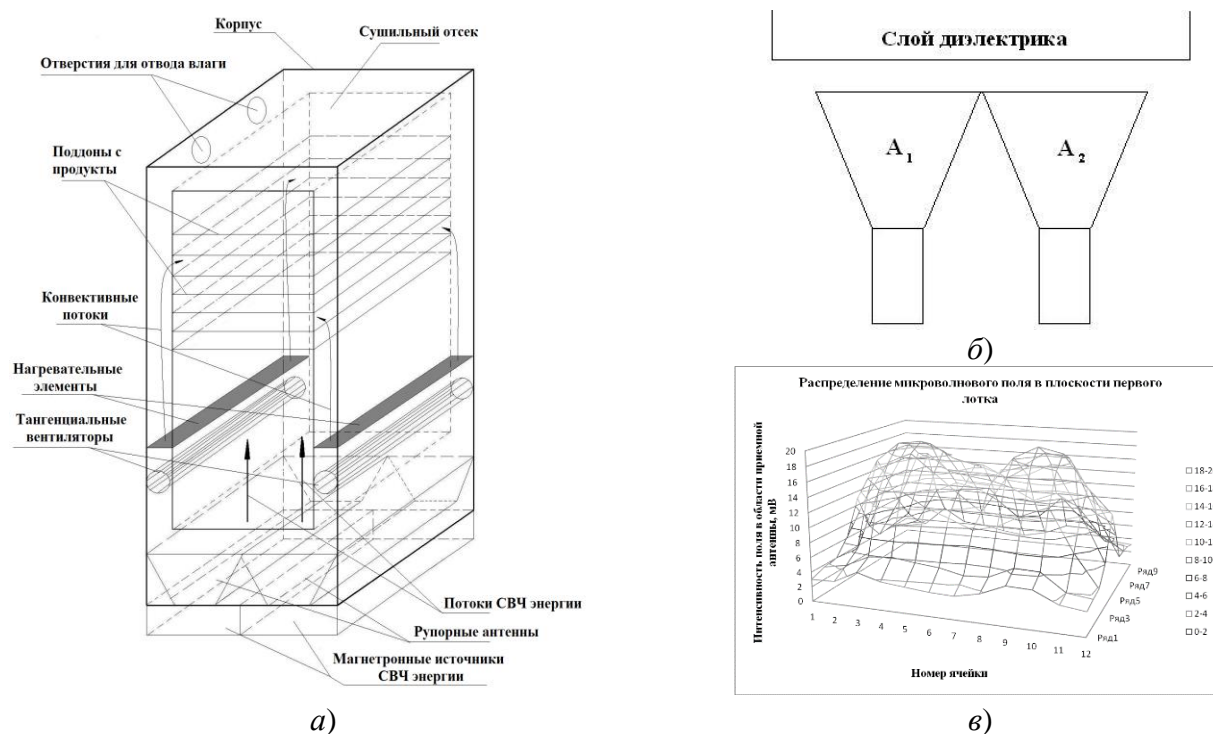 Корпус
Сушильный отсек
Отверстия для отвода влаги
Поддоны с
продукты
Конвективные
потоки
Нагревательные
элементы
Тангенциальные
вентиляторы
Потоки СВЧ энергии
Рупорные антенны
Магнетронные источники
СВЧ энергии
а)
Слой диэлектрика
A1
A2
б)
Распределение микроволнового поля в плоскости первого
лотка
Интенсивность поля в области приемной
антенны, мВ
20
18
16
14
12
10
8
6
4
2
0
1 2 3 4 5 6 7 8 9 10 11 12
Номер ячейки
Ряд9
Ряд7
Ряд5
Ряд3
Ряд1
18-2
16-1
14-1
12-1
10-1
8-10
6-8
4-6
2-4
0-2
в)